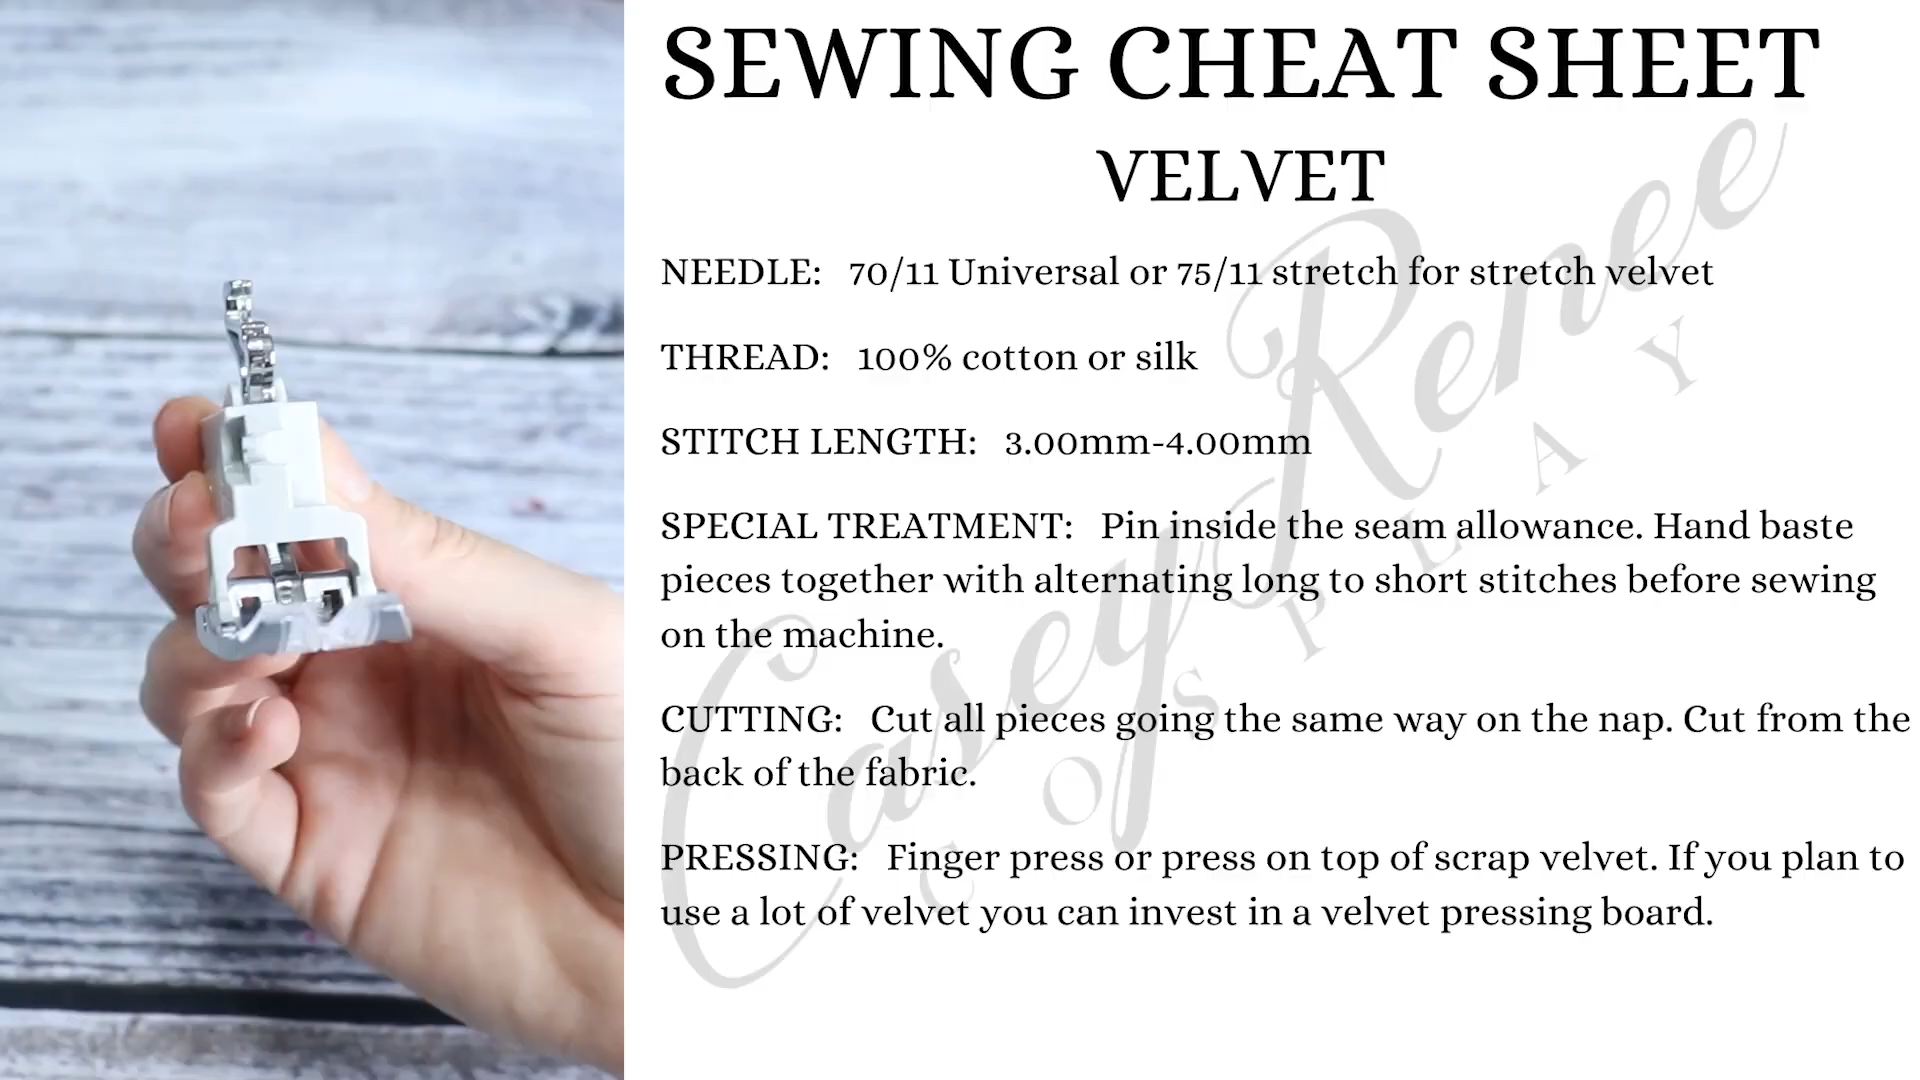 SEWING CHEAT SHEET
VELVET
NEEDLE: 70/11 Universal or 75/11 stretch for stretch velvet
THREAD: 100% cotton or silk
STITCH LENGTH: 3.00mm-4.00mm
SPECIAL TREATMENT: Pin inside the seam allowance. Hand baste
pieces together with alternating long to short stitches before sewing
on the machine.
CUTTING: Cut all pieces going the same way on the nap. Cut from the
back of the fabric.
PRESSING: Finger press or press on top of scrap velvet. If you plan to
use a lot of velvet you can invest in a velvet pressing board.
Casey Renee
COSPLAY